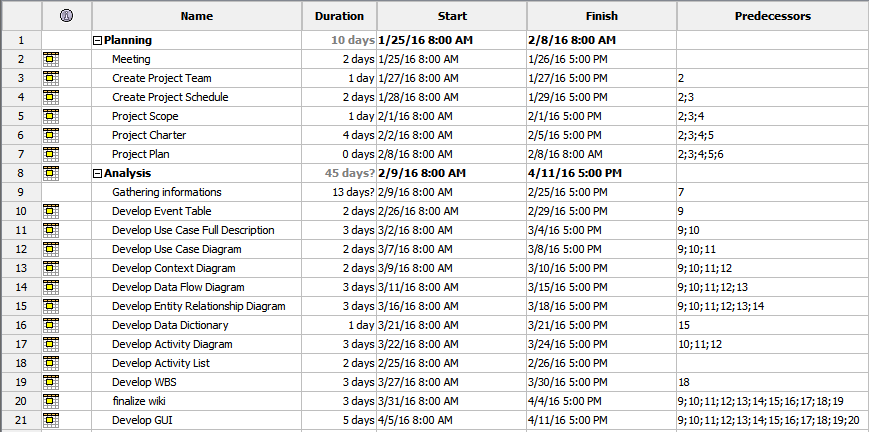 Name Duration Start Finish Predecessors
1 Planning 10 days 1/25/16 8:00 AM 2/8/16 8:00 AM
2 Meeting 2 days 1/25/16 8:00 AM 1/26/16 5:00 PM
3 Create Project Team 1 day 1/27/16 8:00 AM 1/27/16 5:00 PM 2
4 Create Project Schedule 2 days 1/28/16 8:00 AM 1/29/16 5:00 PM 2;3
5 Project Scope 1 day 2/1/16 8:00 AM 2/1/16 5:00 PM 2;3;4
6 Project Charter 4 days 2/2/16 8:00 AM 2/5/16 5:00 PM 2;3;4;5
7 Project Plan 0 days 2/8/16 8:00 AM 2/8/16 8:00 AM 2;3;4;5;6
8 Analysis 45 days? 2/9/16 8:00 AM 4/11/16 5:00 PM
9 Gathering informations 13 days? 2/9/16 8:00 AM 2/25/16 5:00 PM 7
10 Develop Event Table 2 days 2/26/16 8:00 AM 2/29/16 5:00 PM 9
11 Develop Use Case Full Description 3 days 3/2/16 8:00 AM 3/4/16 5:00 PM 9;10
12 Develop Use Case Diagram 2 days 3/7/16 8:00 AM 3/8/16 5:00 PM 9;10;11
13 Develop Context Diagram 2 days 3/9/16 8:00 AM 3/10/16 5:00 PM 9;10;11;12
14 Develop Data Flow Diagram 3 days 3/11/16 8:00 AM 3/15/16 5:00 PM 9;10;11;12;13
15 Develop Entity Relationship Diagram 3 days 3/16/16 8:00 AM 3/18/16 5:00 PM 9;10;11;12;13;14
16 Develop Data Dictionary 1 day 3/21/16 8:00 AM 3/21/16 5:00 PM 15
17 Develop Activity Diagram 3 days 3/22/16 8:00 AM 3/24/16 5:00 PM 10;11;12
18 Develop Activity List 2 days 2/25/16 8:00 AM 2/26/16 5:00 PM
19 Develop WBS 3 days 3/27/16 8:00 AM 3/30/16 5:00 PM 18
20 finalize wiki 3 days 3/31/16 8:00 AM 4/4/16 5:00 PM 9;10;11;12;13;14;15;16;17;18;19
21 Develop GUI 5 days 4/5/16 8:00 AM 4/11/16 5:00 PM 9;10;11;12;13;14;15;16;17;18;19;20